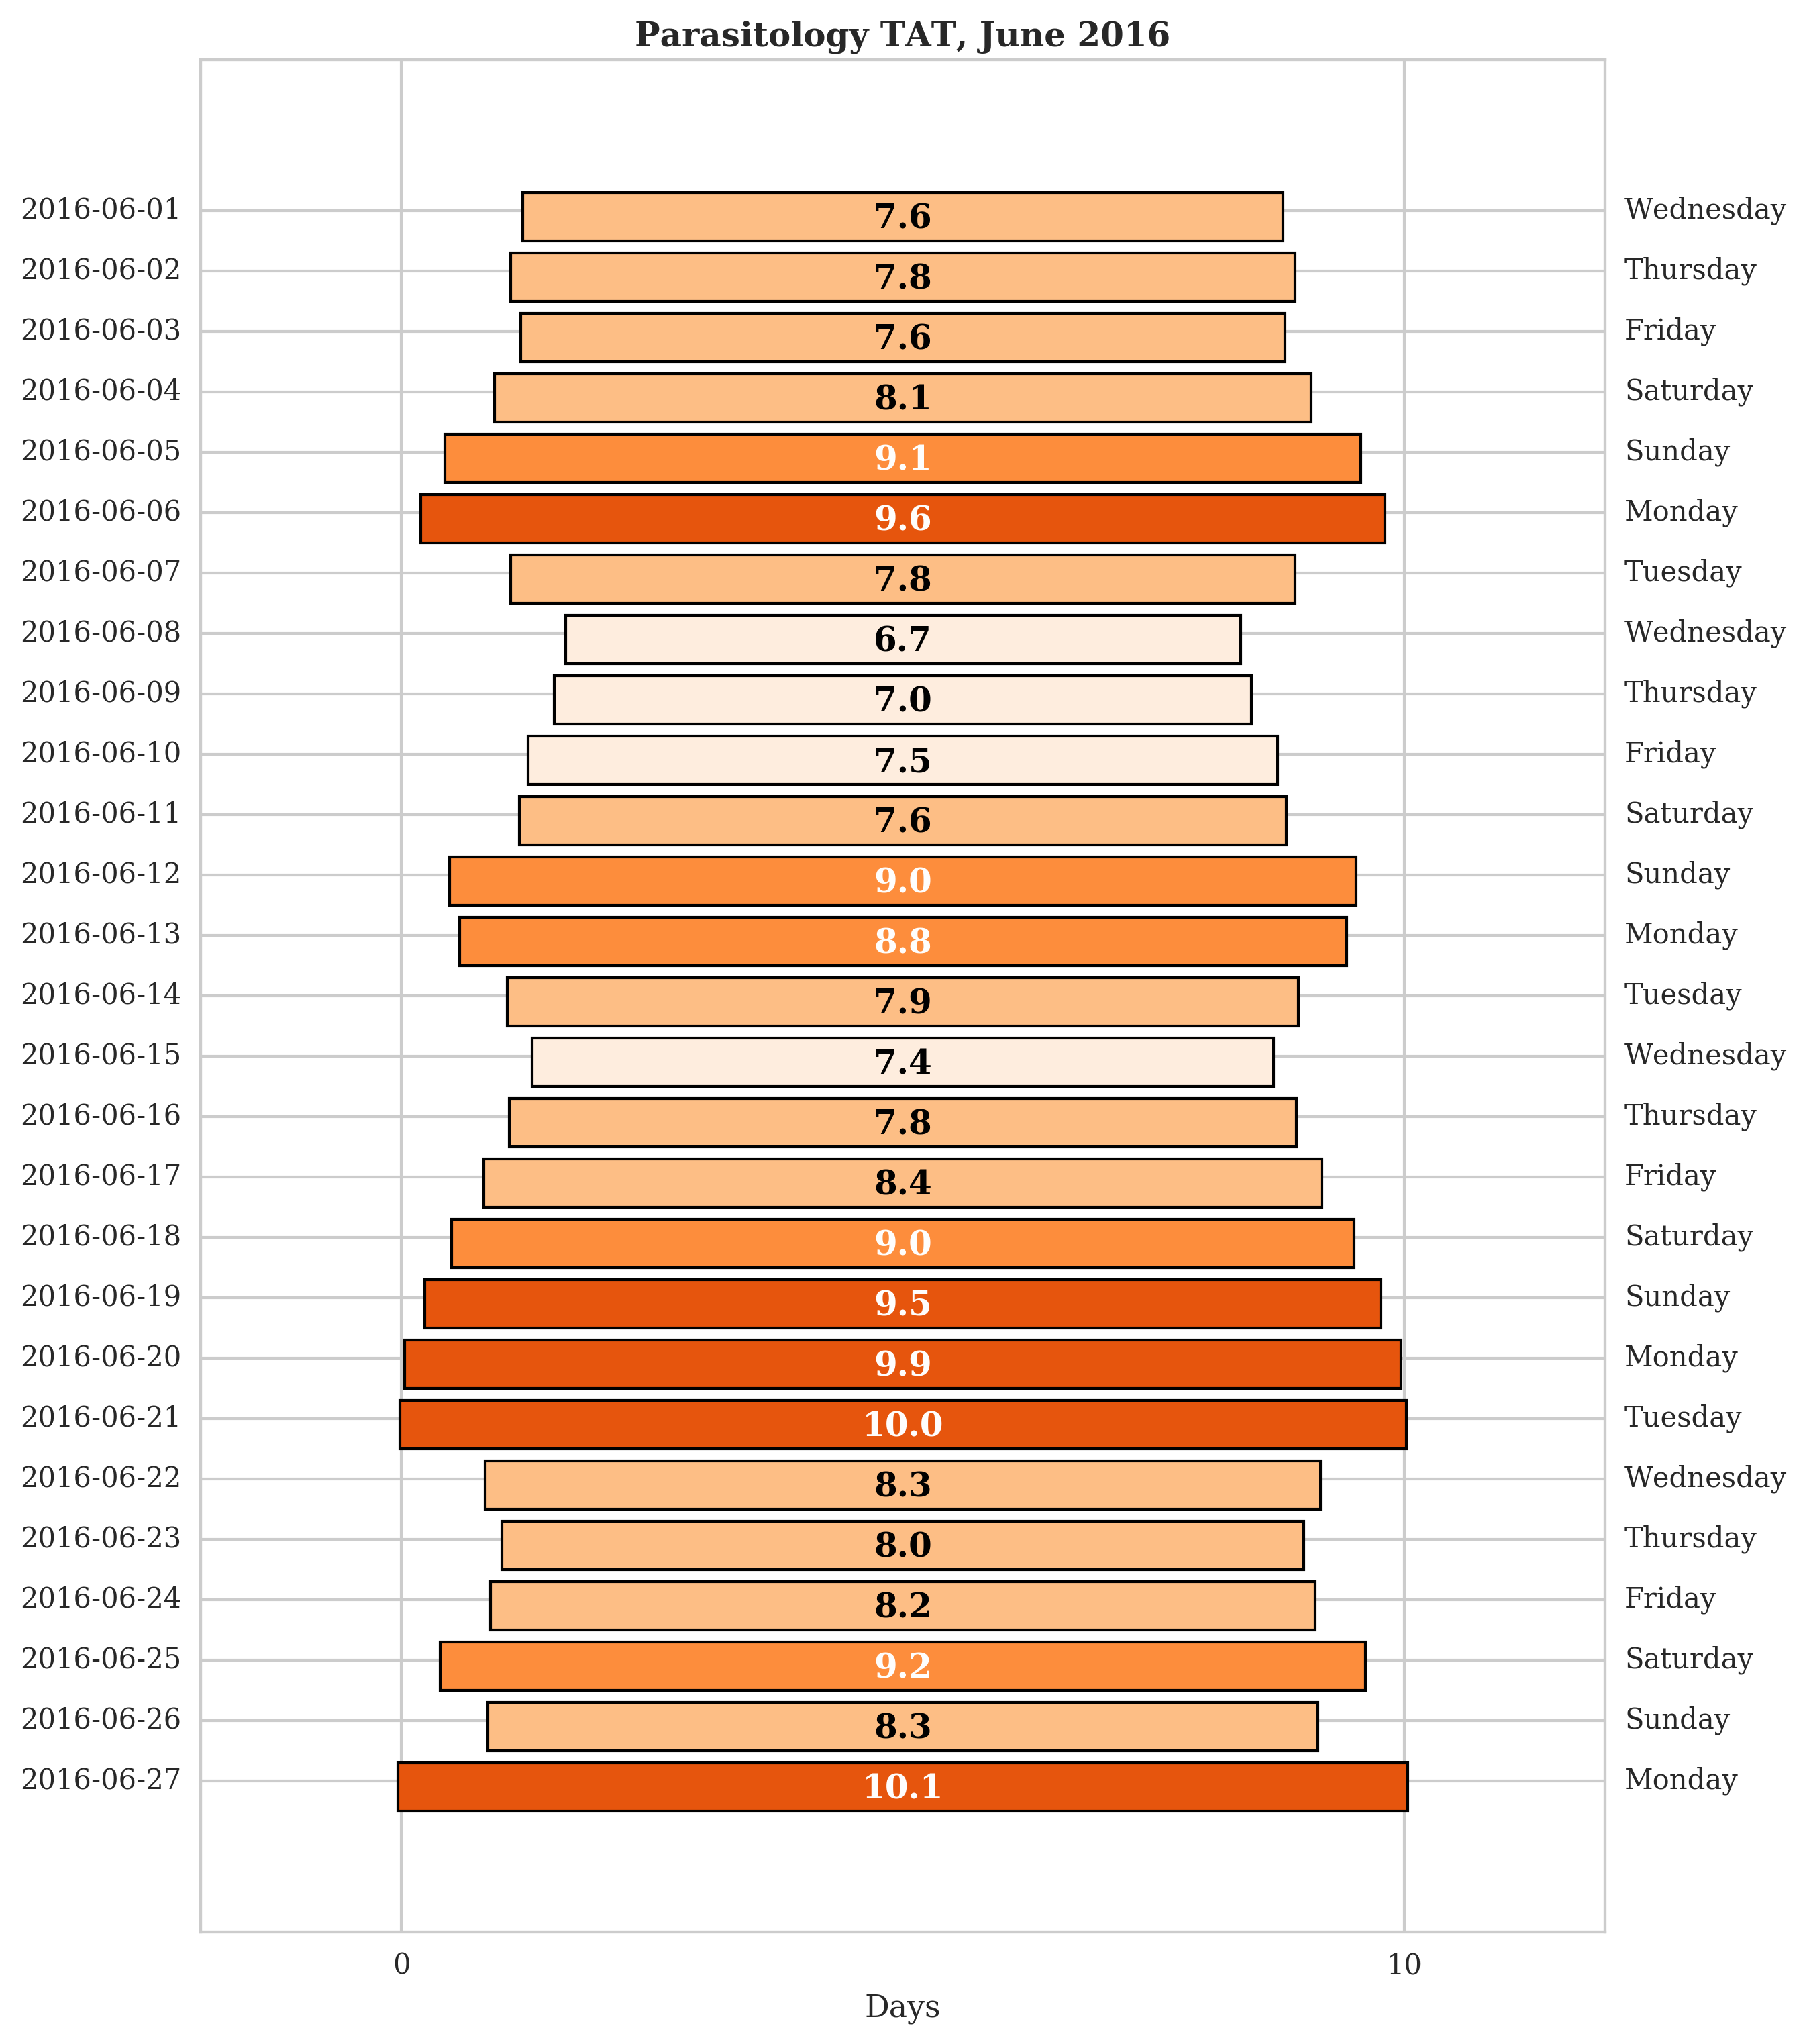 Parasitology TAT, June 2016
2016-06-01 7.6 Wednesday
2016-06-02 7.8 Thursday
2016-06-03 7.6 Friday
2016-06-04 8.1 Saturday
2016-06-05 9.1 Sunday
2016-06-06 9.6 Monday
2016-06-07 7.8 Tuesday
2016-06-08 6.7 Wednesday
2016-06-09 7.0 Thursday
2016-06-10 7.5 Friday
2016-06-11 7.6 Saturday
2016-06-12 9.0 Sunday
2016-06-13 8.8 Monday
2016-06-14 7.9 Tuesday
2016-06-15 7.4 Wednesday
2016-06-16 7.8 Thursday
2016-06-17 8.4 Friday
2016-06-18 9.0 Saturday
2016-06-19 9.5 Sunday
2016-06-20 9.9 Monday
2016-06-21 10.0 Tuesday
2016-06-22 8.3 Wednesday
2016-06-23 8.0 Thursday
2016-06-24 8.2 Friday
2016-06-25 9.2 Saturday
2016-06-26 8.3 Sunday
2016-06-27 10.1 Monday
0 10
Days